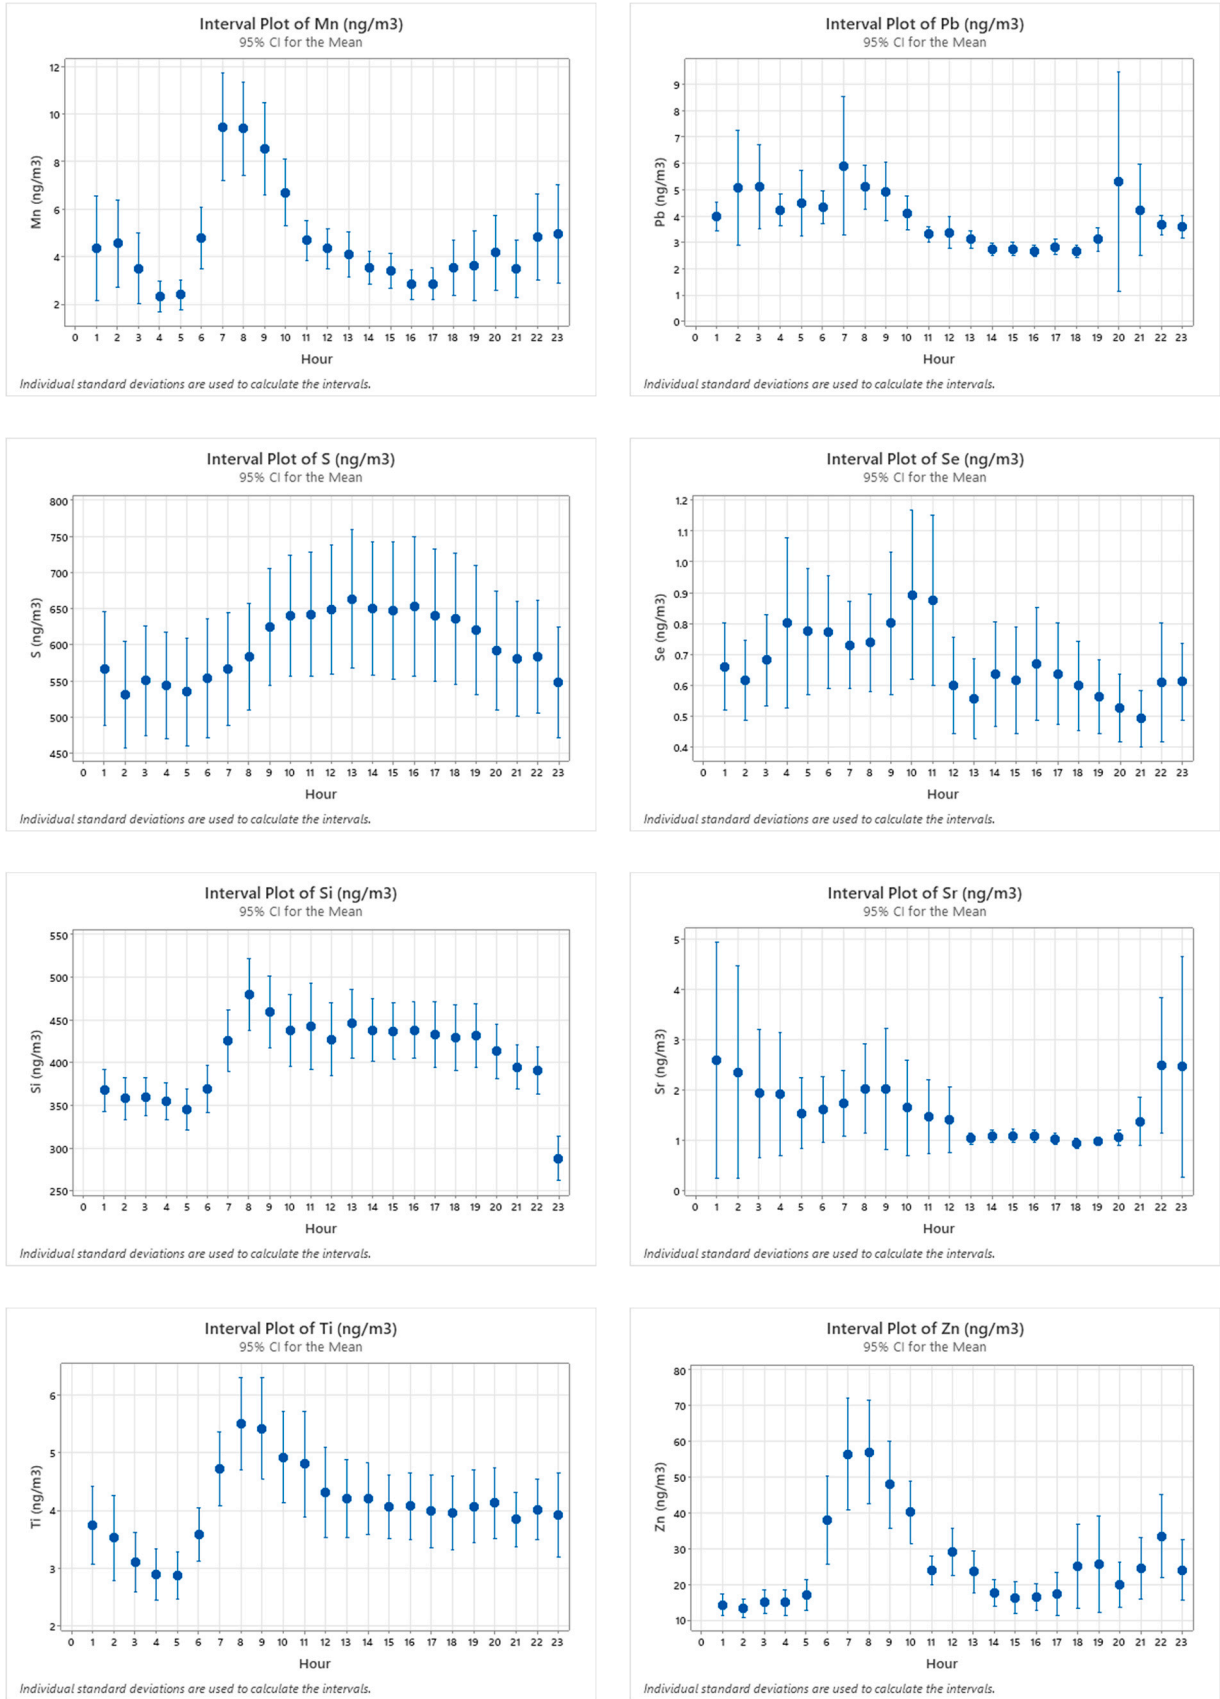 Interval Plot of Mn (ng/m3)
95% CI for the Mean
12
10
8
6
4
2
Mn (ng/m3)
0 1 2 3 4 5 6 7 8 9 10 11 12 13 14 15 16 17 18 19 20 21 22 23
Hour
Individual standard deviations are used to calculate the intervals.
Interval Plot of Pb (ng/m3)
95% CI for the Mean
9
8
7
6
5
4
3
2
1
0
Pb (ng/m3)
0 1 2 3 4 5 6 7 8 9 10 11 12 13 14 15 16 17 18 19 20 21 22 23
Hour
Individual standard deviations are used to calculate the intervals.
Interval Plot of S (ng/m3)
95% CI for the Mean
800
750
700
650
600
550
500
450
S (ng/m3)
0 1 2 3 4 5 6 7 8 9 10 11 12 13 14 15 16 17 18 19 20 21 22 23
Hour
Individual standard deviations are used to calculate the intervals.
Interval Plot of Se (ng/m3)
95% CI for the Mean
1.2
1.1
1.0
0.9
0.8
0.7
0.6
0.5
0.4
Se (ng/m3)
0 1 2 3 4 5 6 7 8 9 10 11 12 13 14 15 16 17 18 19 20 21 22 23
Hour
Individual standard deviations are used to calculate the intervals.
Interval Plot of Si (ng/m3)
95% CI for the Mean
550
500
450
400
350
300
250
Si (ng/m3)
0 1 2 3 4 5 6 7 8 9 10 11 12 13 14 15 16 17 18 19 20 21 22 23
Hour
Individual standard deviations are used to calculate the intervals.
Interval Plot of Sr (ng/m3)
95% CI for the Mean
5
4
3
2
1
0
Sr (ng/m3)
0 1 2 3 4 5 6 7 8 9 10 11 12 13 14 15 16 17 18 19 20 21 22 23
Hour
Individual standard deviations are used to calculate the intervals.
Interval Plot of Ti (ng/m3)
95% CI for the Mean
6
5
4
3
2
Ti (ng/m3)
0 1 2 3 4 5 6 7 8 9 10 11 12 13 14 15 16 17 18 19 20 21 22 23
Hour
Individual standard deviations are used to calculate the intervals.
Interval Plot of Zn (ng/m3)
95% CI for the Mean
80
70
60
50
40
30
20
10
Zn (ng/m3)
0 1 2 3 4 5 6 7 8 9 10 11 12 13 14 15 16 17 18 19 20 21 22 23
Hour
Individual standard deviations are used to calculate the intervals.